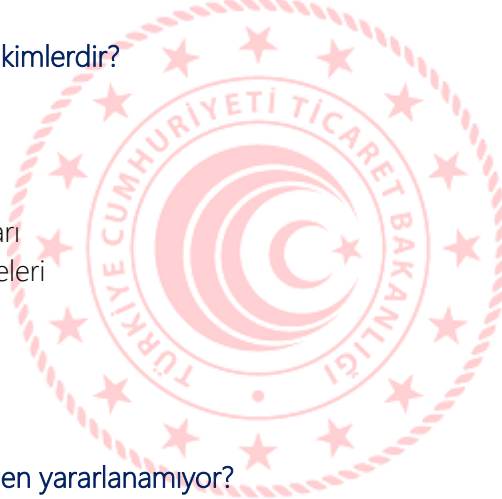 kimlerdir?
TÜRKİYE CUMHURİYETİ TİCARET BAKANLIĞI
arı
eleri
en yararlanamıyor?